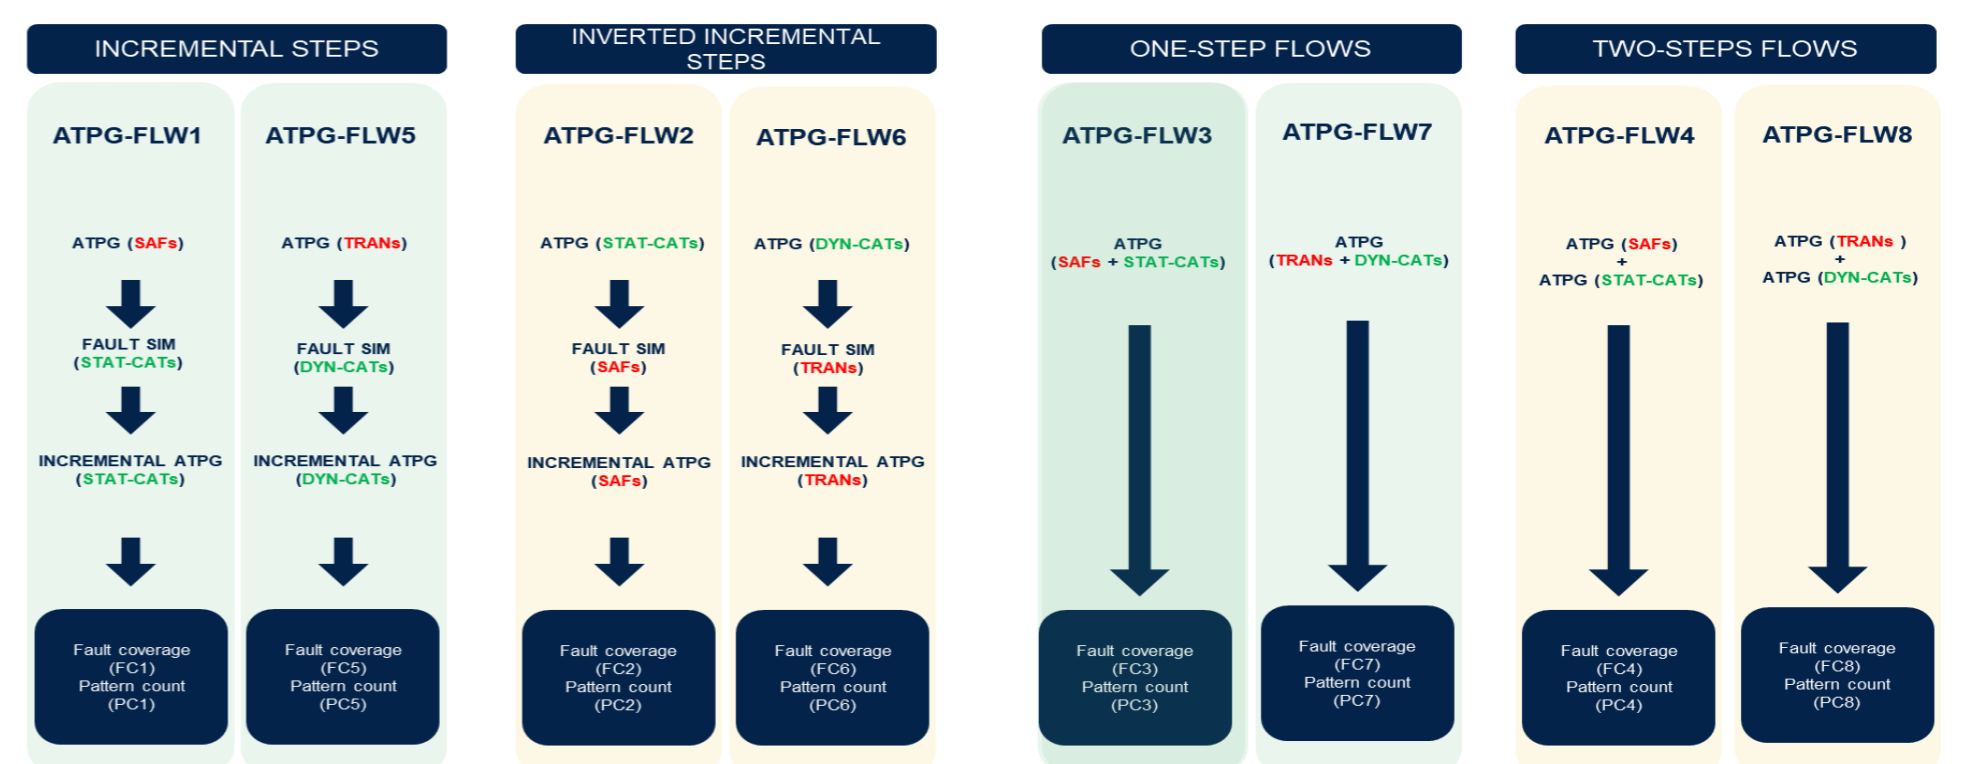 INCREMENTAL STEPS
ATPG-FLW1
ATPG (SAFs)
FAULT SIM
(STAT-CATs)
INCREMENTAL ATPG
(STAT-CATs)
Fault coverage
(FC1)
Pattern count
(PC1)
ATPG-FLW5
ATPG (TRANs)
FAULT SIM
(DYN-CATs)
INCREMENTAL ATPG
(DYN-CATs)
Fault coverage
(FC5)
Pattern count
(PC5)
INVERTED INCREMENTAL
STEPS
ATPG-FLW2
ATPG (STAT-CATs)
FAULT SIM
(SAFs)
INCREMENTAL ATPG
(SAFs)
Fault coverage
(FC2)
Pattern count
(PC2)
ATPG-FLW6
ATPG (DYN-CATs)
FAULT SIM
(TRANs)
INCREMENTAL ATPG
(TRANs)
Fault coverage
(FC6)
Pattern count
(PC6)
ONE-STEP FLOWS
ATPG-FLW3
ATPG
(SAFs + STAT-CATs)
Fault coverage
(FC3)
Pattern count
(PC3)
ATPG-FLW7
ATPG
(TRANs + DYN-CATs)
Fault coverage
(FC7)
Pattern count
(PC7)
TWO-STEPS FLOWS
ATPG-FLW4
ATPG (SAFs)
+
ATPG (STAT-CATs)
Fault coverage
(FC4)
Pattern count
(PC4)
ATPG-FLW8
ATPG (TRANs )
+
ATPG (DYN-CATs)
Fault coverage
(FC8)
Pattern count
(PC8)